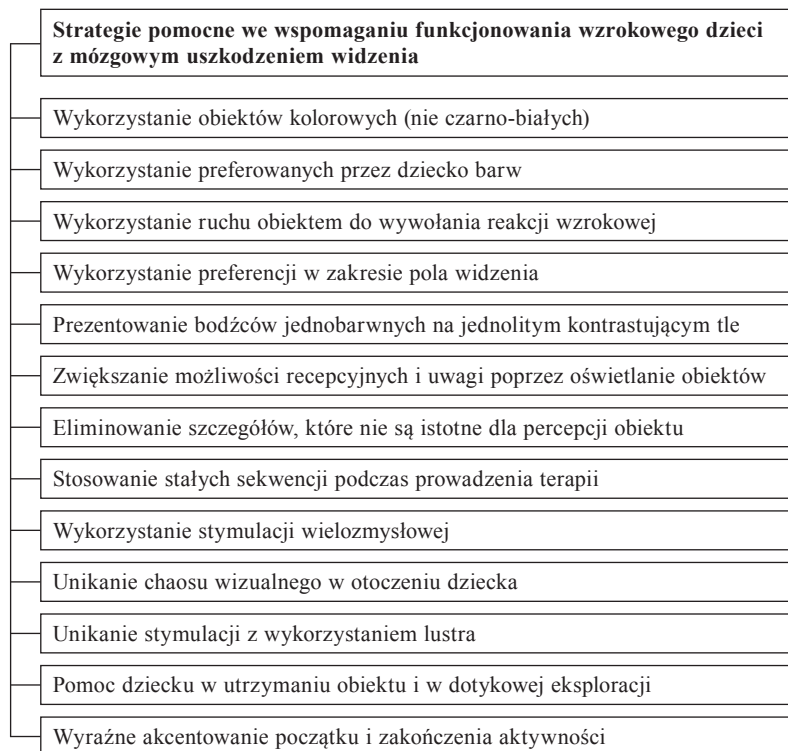 Strategie pomocne we wspomaganiu funkcjonowania wzrokowego dzieci
z mózgowym uszkodzeniem widzenia
Wykorzystanie obiektów kolorowych (nie czarno-białych)
Wykorzystanie preferowanych przez dziecko barw
Wykorzystanie ruchu obiektem do wywołania reakcji wzrokowej
Wykorzystanie preferencji w zakresie pola widzenia
Prezentowanie bodźców jednobarwnych na jednolitym kontrastującym tle
Zwiększanie możliwości recepcyjnych i uwagi poprzez oświetlanie obiektów
Eliminowanie szczegółów, które nie są istotne dla percepcji obiektu
Stosowanie stałych sekwencji podczas prowadzenia terapii
Wykorzystanie stymulacji wielozmysłowej
Unikanie chaosu wizualnego w otoczeniu dziecka
Unikanie stymulacji z wykorzystaniem lustra
Pomoc dziecku w utrzymaniu obiektu i w dotykowej eksploracji
Wyraźne akcentowanie początku i zakończenia aktywności